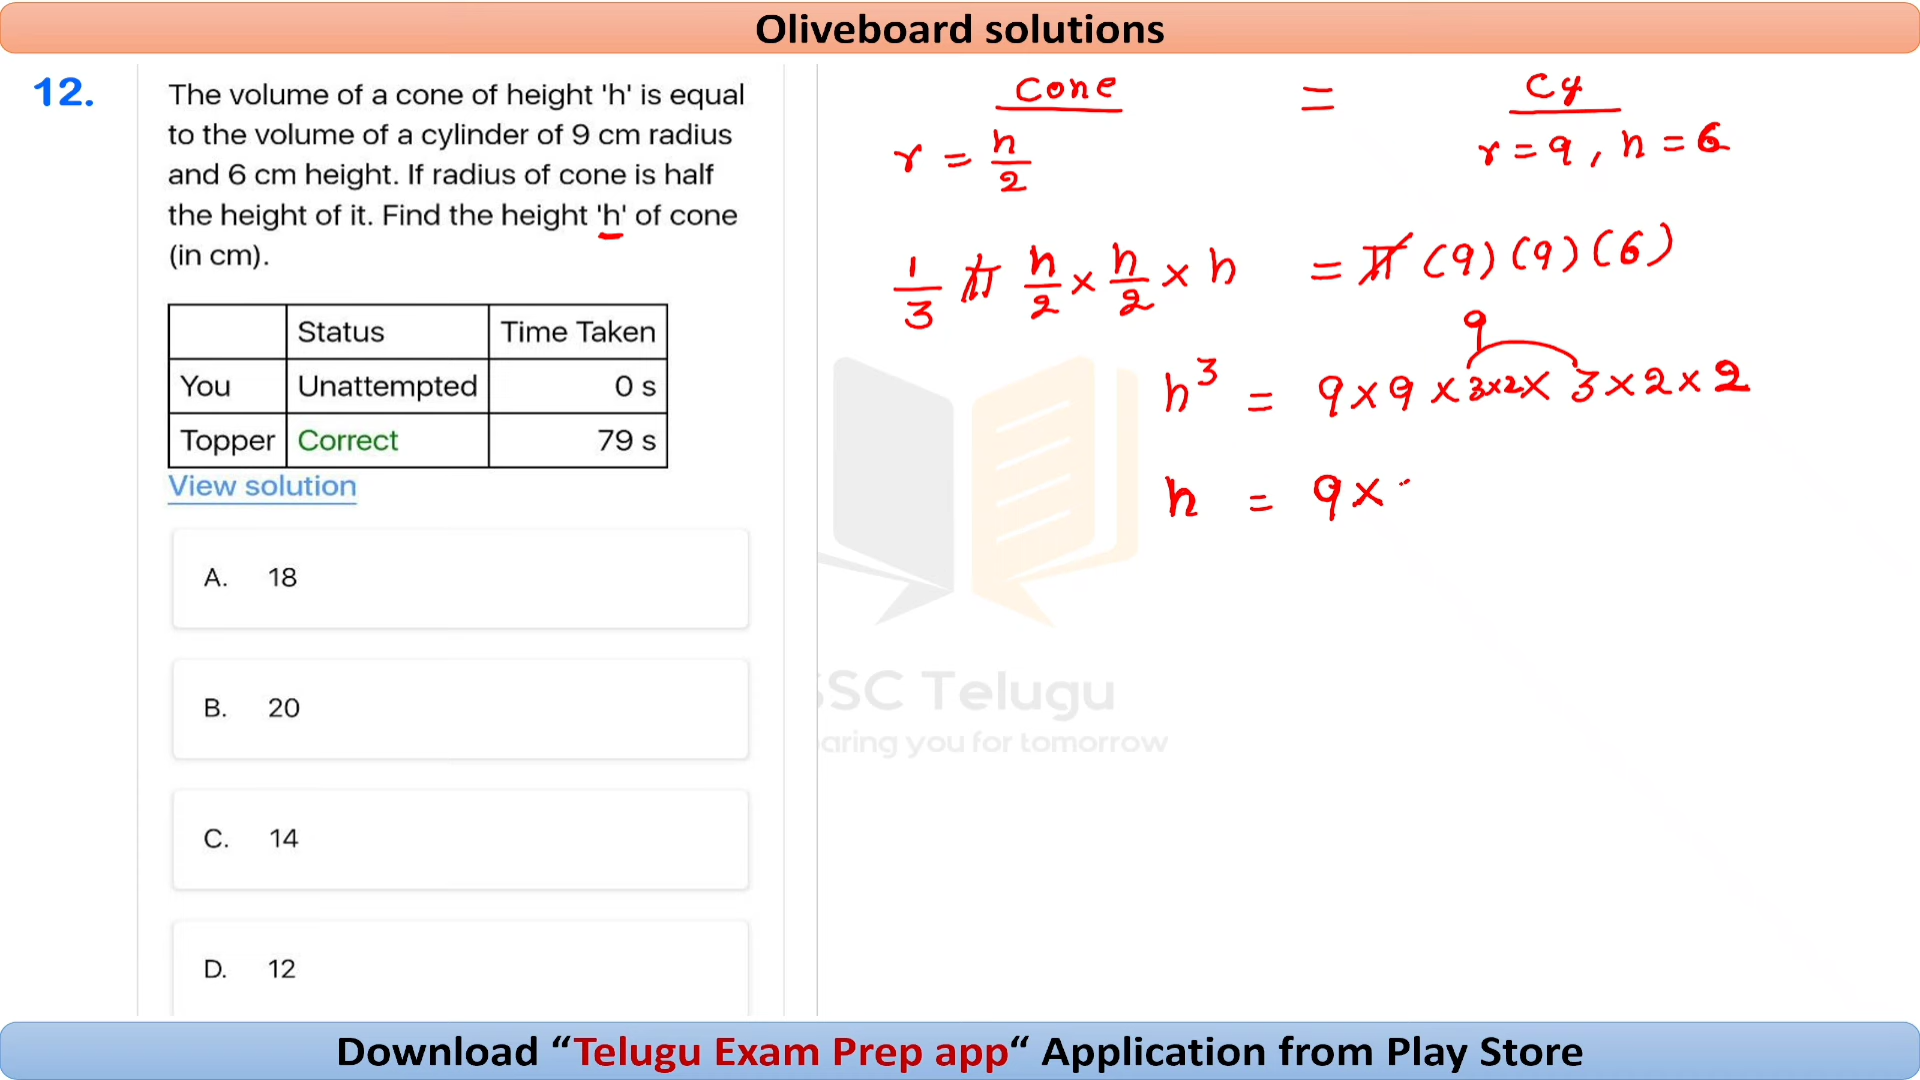 Oliveboard solutions
12.
The volume of a cone of height 'h' is equal
to the volume of a cylinder of 9 cm radius
and 6 cm height. If radius of cone is half
the height of it. Find the height 'h' of cone
(in cm).
Status Time Taken
You Unattempted 0 s
Topper Correct 79 s
View solution
A. 18
B. 20
C. 14
D. 12
Cone = Cy
r = h/2 r = 9, h = 6
1/3 π h/2 × h/2 × h = π (9) (9) (6)
9
h³ = 9 × 9 × 3×2 × 3 × 2 × 2
h = 9 ×
SSC Telugu
aring you for tomorrow
Download “Telugu Exam Prep app“ Application from Play Store